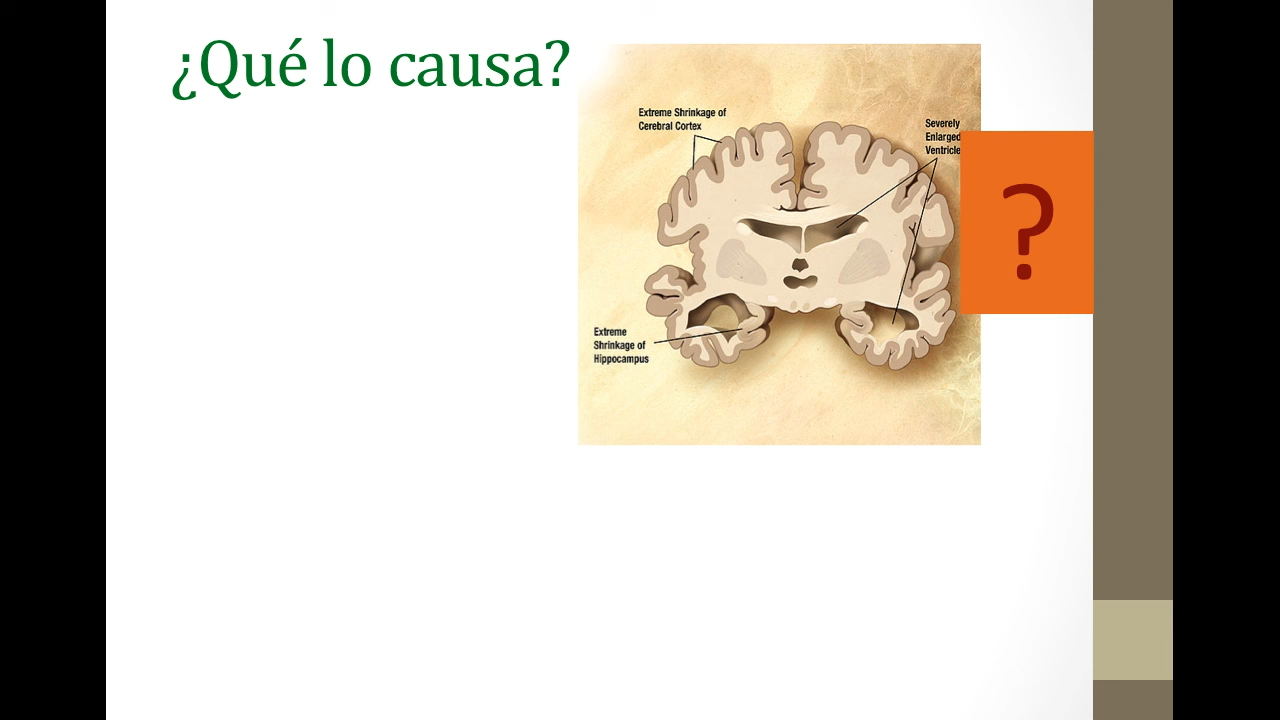 ¿Qué lo causa?
Extreme Shrinkage of
Cerebral Cortex
Severely
Enlarged
Ventricle
?
Extreme
Shrinkage of
Hippocampus